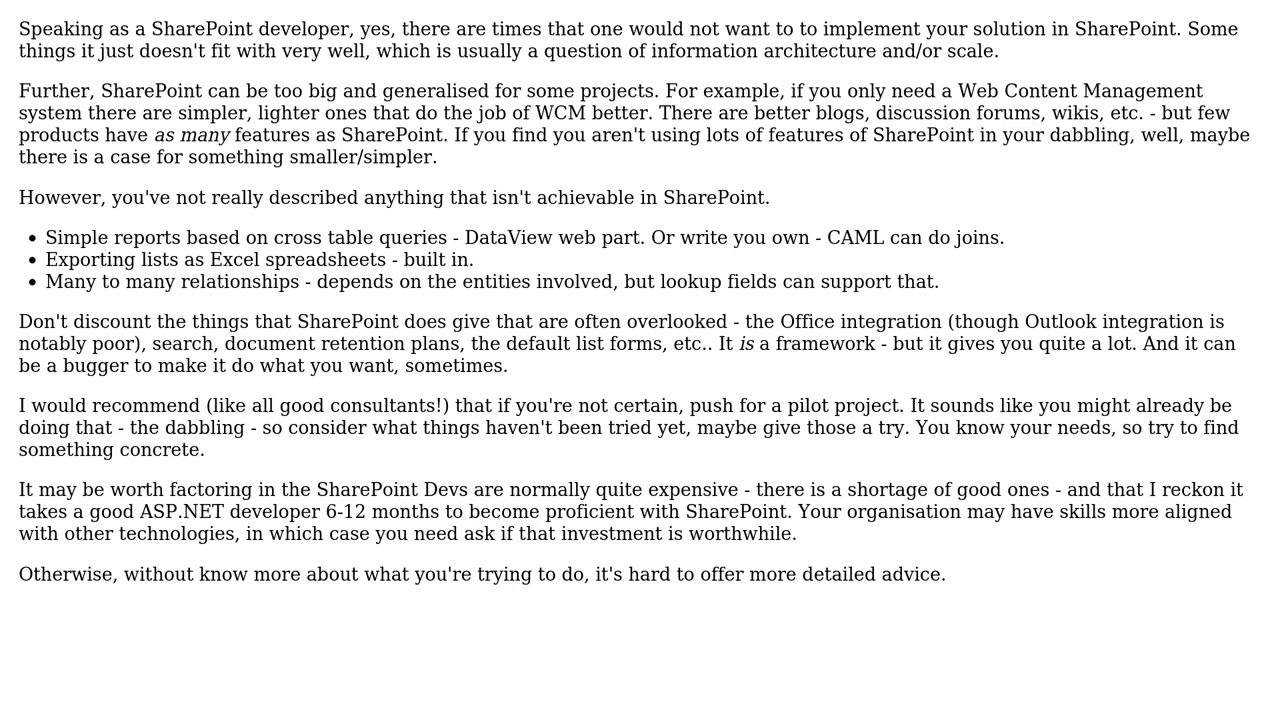 Speaking as a SharePoint developer, yes, there are times that one would not want to to implement your solution in SharePoint. Some
things it just doesn't fit with very well, which is usually a question of information architecture and/or scale.
Further, SharePoint can be too big and generalised for some projects. For example, if you only need a Web Content Management
system there are simpler, lighter ones that do the job of WCM better. There are better blogs, discussion forums, wikis, etc. - but few
products have as many features as SharePoint. If you find you aren't using lots of features of SharePoint in your dabbling, well, maybe
there is a case for something smaller/simpler.
However, you've not really described anything that isn't achievable in SharePoint.
• Simple reports based on cross table queries - DataView web part. Or write you own - CAML can do joins.
• Exporting lists as Excel spreadsheets - built in.
• Many to many relationships - depends on the entities involved, but lookup fields can support that.
Don't discount the things that SharePoint does give that are often overlooked - the Office integration (though Outlook integration is
notably poor), search, document retention plans, the default list forms, etc.. It is a framework - but it gives you quite a lot. And it can
be a bugger to make it do what you want, sometimes.
I would recommend (like all good consultants!) that if you're not certain, push for a pilot project. It sounds like you might already be
doing that - the dabbling - so consider what things haven't been tried yet, maybe give those a try. You know your needs, so try to find
something concrete.
It may be worth factoring in the SharePoint Devs are normally quite expensive - there is a shortage of good ones - and that I reckon it
takes a good ASP.NET developer 6-12 months to become proficient with SharePoint. Your organisation may have skills more aligned
with other technologies, in which case you need ask if that investment is worthwhile.
Otherwise, without know more about what you're trying to do, it's hard to offer more detailed advice.